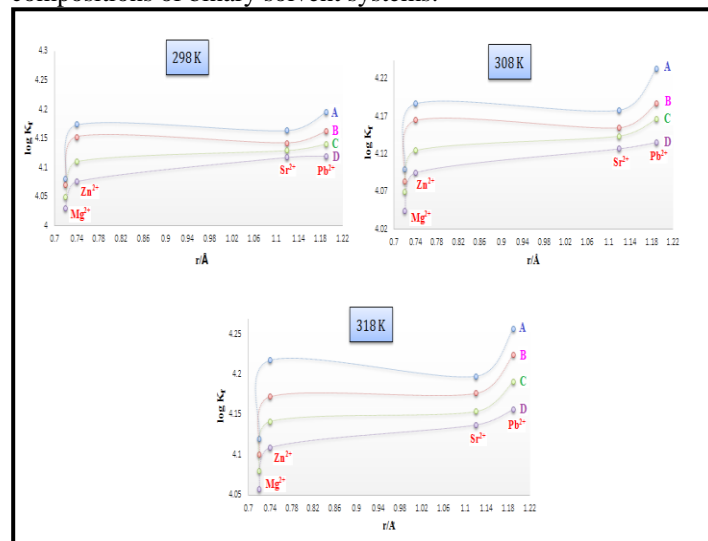 compositions of binary solvent systems.
298 K
log Kf
4.3
4.25
4.2
4.15
4.1
4.05
4
A
B
C
D
Mg²⁺
Zn²⁺
Sr²⁺
Pb²⁺
0.7 0.74 0.78 0.82 0.86 0.9 0.94 0.98 1.02 1.06 1.1 1.14 1.18 1.22
r/Å
308 K
log Kf
4.22
4.17
4.12
4.07
4.02
A
B
C
D
Mg²⁺
Zn²⁺
Sr²⁺
Pb²⁺
0.7 0.74 0.78 0.82 0.86 0.9 0.94 0.98 1.02 1.06 1.1 1.14 1.18 1.22
r/Å
318 K
log Kf
4.25
4.2
4.15
4.1
4.05
A
B
C
D
Mg²⁺
Zn²⁺
Sr²⁺
Pb²⁺
0.7 0.74 0.78 0.82 0.86 0.9 0.94 0.98 1.02 1.06 1.1 1.14 1.18 1.22
r/Å